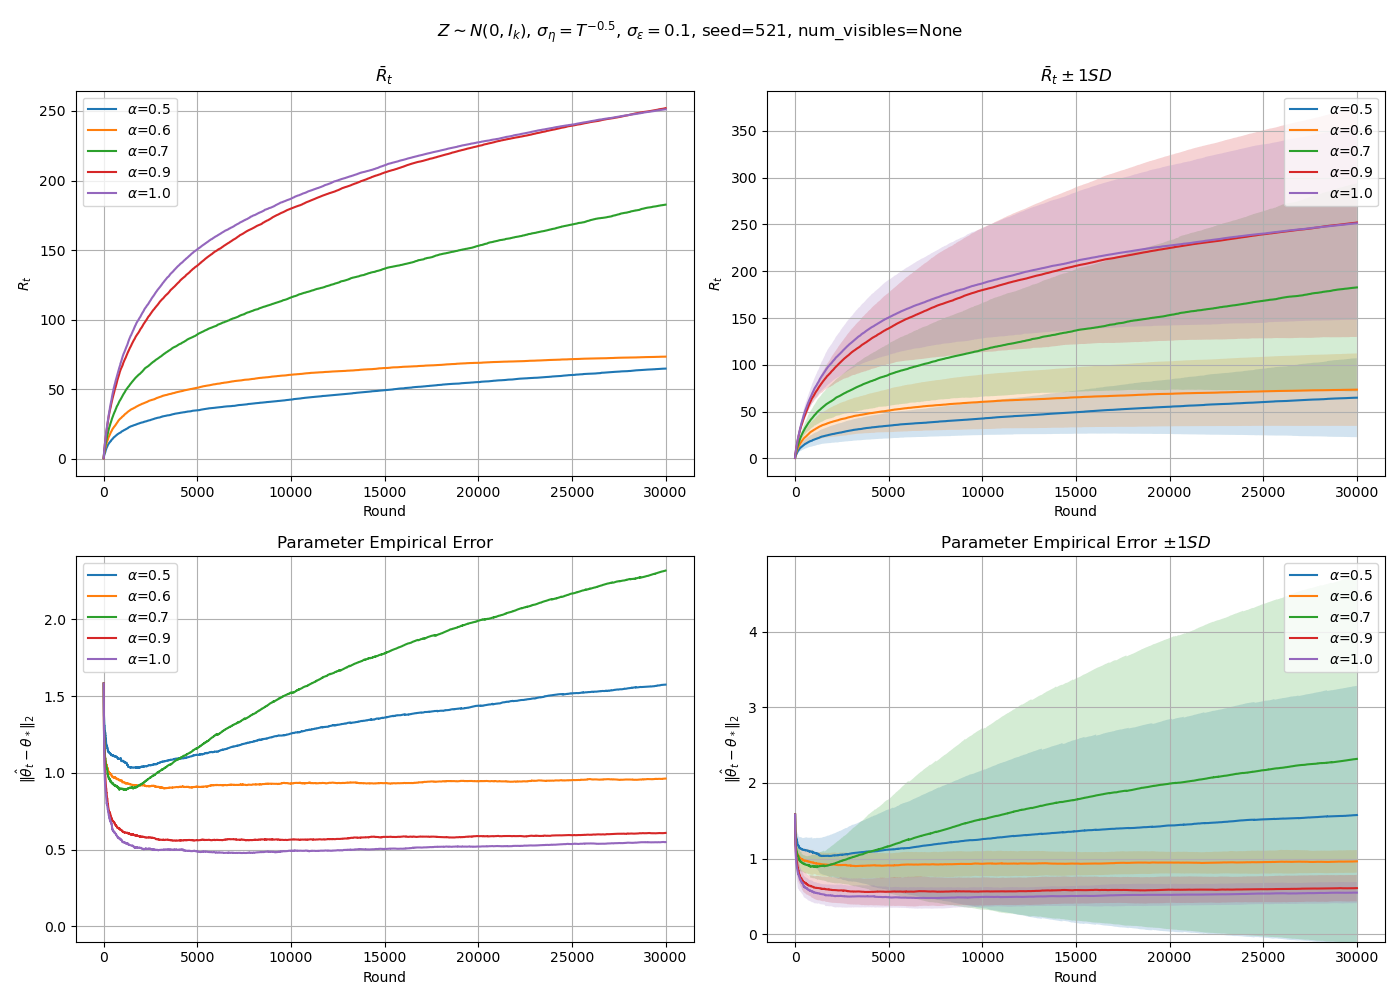 Z ∼ N(0, I_k), σ_η = T^{−0.5}, σ_ε = 0.1, seed=521, num_visibles=None
R̄_t
R_t
250
200
150
100
50
0
α=0.5
α=0.6
α=0.7
α=0.9
α=1.0
0 5000 10000 15000 20000 25000 30000
Round
R̄_t ± 1SD
R_t
350
300
250
200
150
100
50
0
α=0.5
α=0.6
α=0.7
α=0.9
α=1.0
0 5000 10000 15000 20000 25000 30000
Round
Parameter Empirical Error
‖θ̂_t − θ_*‖_2
2.0
1.5
1.0
0.5
0.0
α=0.5
α=0.6
α=0.7
α=0.9
α=1.0
0 5000 10000 15000 20000 25000 30000
Round
Parameter Empirical Error ±1SD
‖θ̂_t − θ_*‖_2
4
3
2
1
0
α=0.5
α=0.6
α=0.7
α=0.9
α=1.0
0 5000 10000 15000 20000 25000 30000
Round